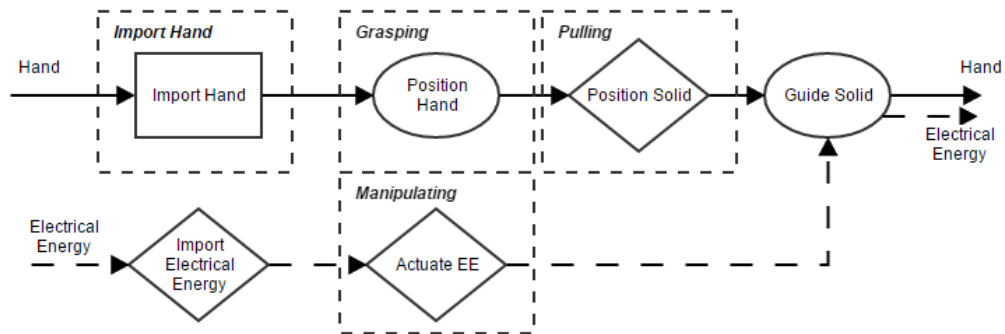 Import Hand
Grasping
Pulling
Hand
Import Hand
Position
Hand
Position Solid
Guide Solid
Hand
Electrical
Energy
Manipulating
Electrical
Energy
Import
Electrical
Energy
Actuate EE